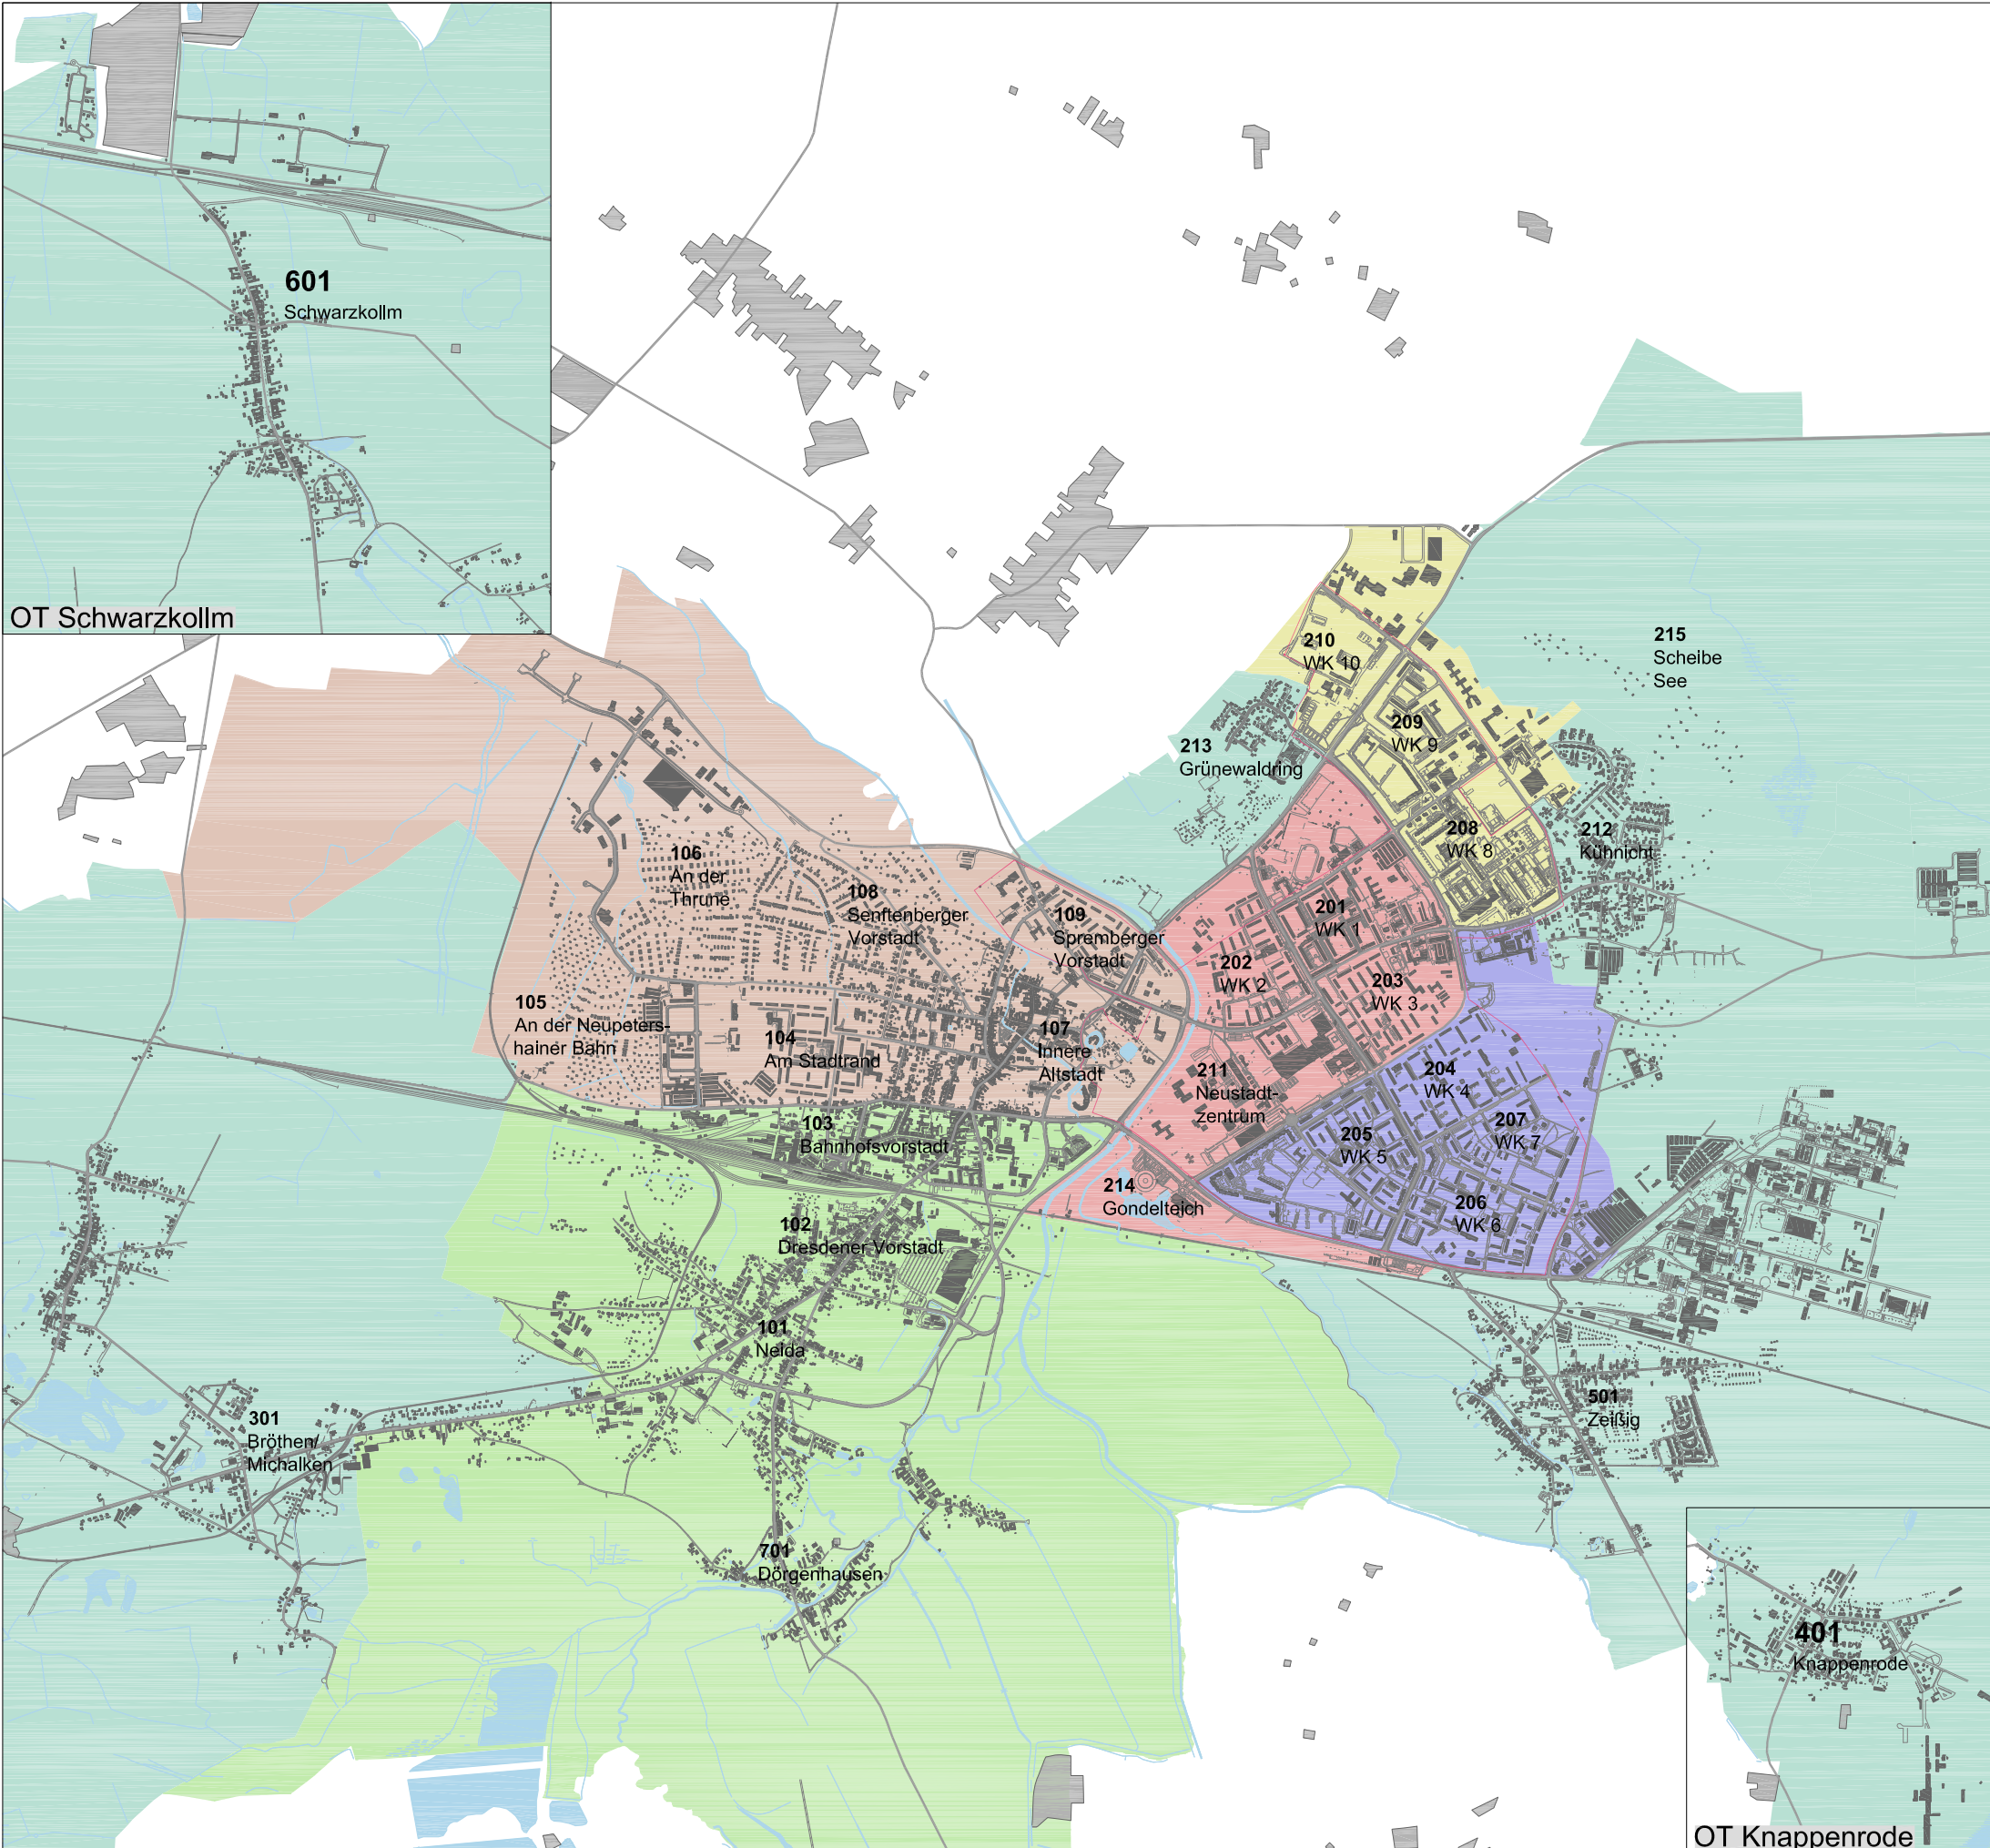 601
Schwarzkollm
OT Schwarzkollm
210
WK 10
215
Scheibe
See
209
WK 9
213
Grünewaldring
208
WK 8
212
Kühnicht
106
An der
Thrune
108
Senftenberger
Vorstadt
109
Spremberger
Vorstadt
201
WK 1
202
WK 2
203
WK 3
105
An der Neupeters-
hainer Bahn
104
Am Stadtrand
107
Innere
Altstadt
211
Neustadt-
zentrum
204
WK 4
207
WK 7
205
WK 5
206
WK 6
103
Bahnhofsvorstadt
214
Gondelteich
102
Dresdener Vorstadt
101
Neida
301
Bröthen/
Michalken
501
Zeißig
701
Dörgenhausen
401
Knappenrode
OT Knappenrode